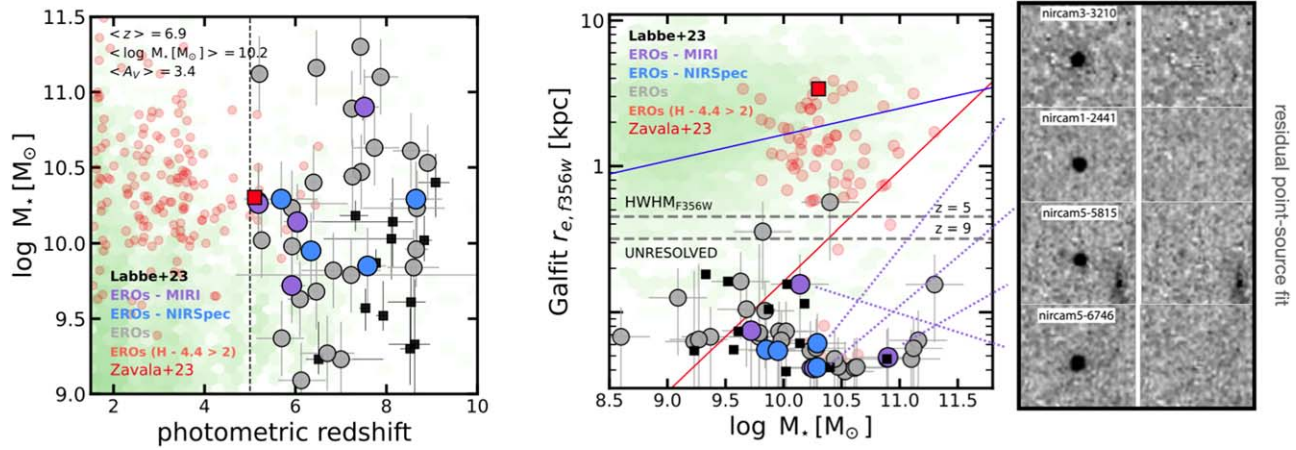 11.5
11.0
10.5
10.0
9.5
9.0
log M⋆ [M⊙]
< z > = 6.9
< log M⋆[M⊙] > = 10.2
< A_V > = 3.4
Labbe+23
EROs - MIRI
EROs - NIRSpec
EROs
EROs (H - 4.4 > 2)
Zavala+23
2 4 6 8 10
photometric redshift
10
1
Galfit r_e, f356w [kpc]
Labbe+23
EROs - MIRI
EROs - NIRSpec
EROs
EROs (H - 4.4 > 2)
Zavala+23
HWHM_F356W
z = 5
z = 9
UNRESOLVED
8.5 9.0 9.5 10.0 10.5 11.0 11.5
log M⋆ [M⊙]
nircam3-3210
nircam1-2441
nircam5-5815
nircam5-6746
residual point-source fit